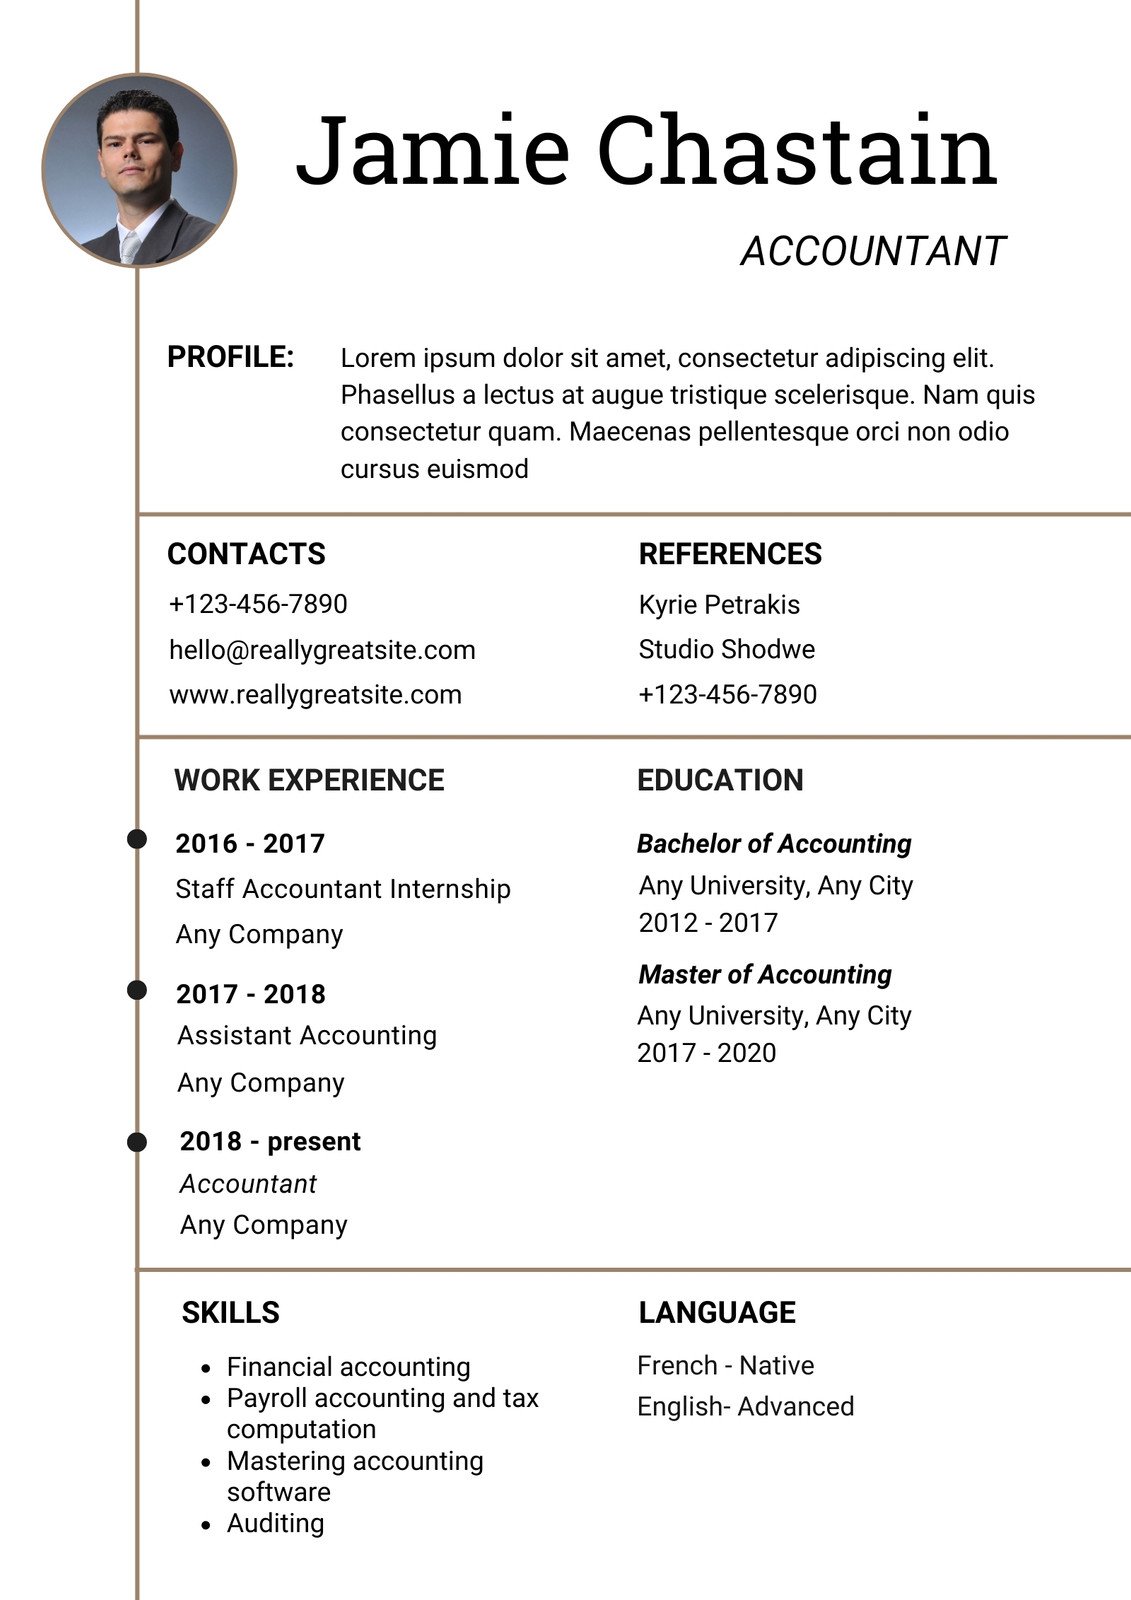 Jamie Chastain
ACCOUNTANT
PROFILE:
Lorem ipsum dolor sit amet, consectetur adipiscing elit.
Phasellus a lectus at augue tristique scelerisque. Nam quis
consectetur quam. Maecenas pellentesque orci non odio
cursus euismod
CONTACTS
+123-456-7890
hello@reallygreatsite.com
www.reallygreatsite.com
REFERENCES
Kyrie Petrakis
Studio Shodwe
+123-456-7890
WORK EXPERIENCE
2016 - 2017
Staff Accountant Internship
Any Company
2017 - 2018
Assistant Accounting
Any Company
2018 - present
Accountant
Any Company
EDUCATION
Bachelor of Accounting
Any University, Any City
2012 - 2017
Master of Accounting
Any University, Any City
2017 - 2020
SKILLS
• Financial accounting
• Payroll accounting and tax
computation
• Mastering accounting
software
• Auditing
LANGUAGE
French - Native
English- Advanced